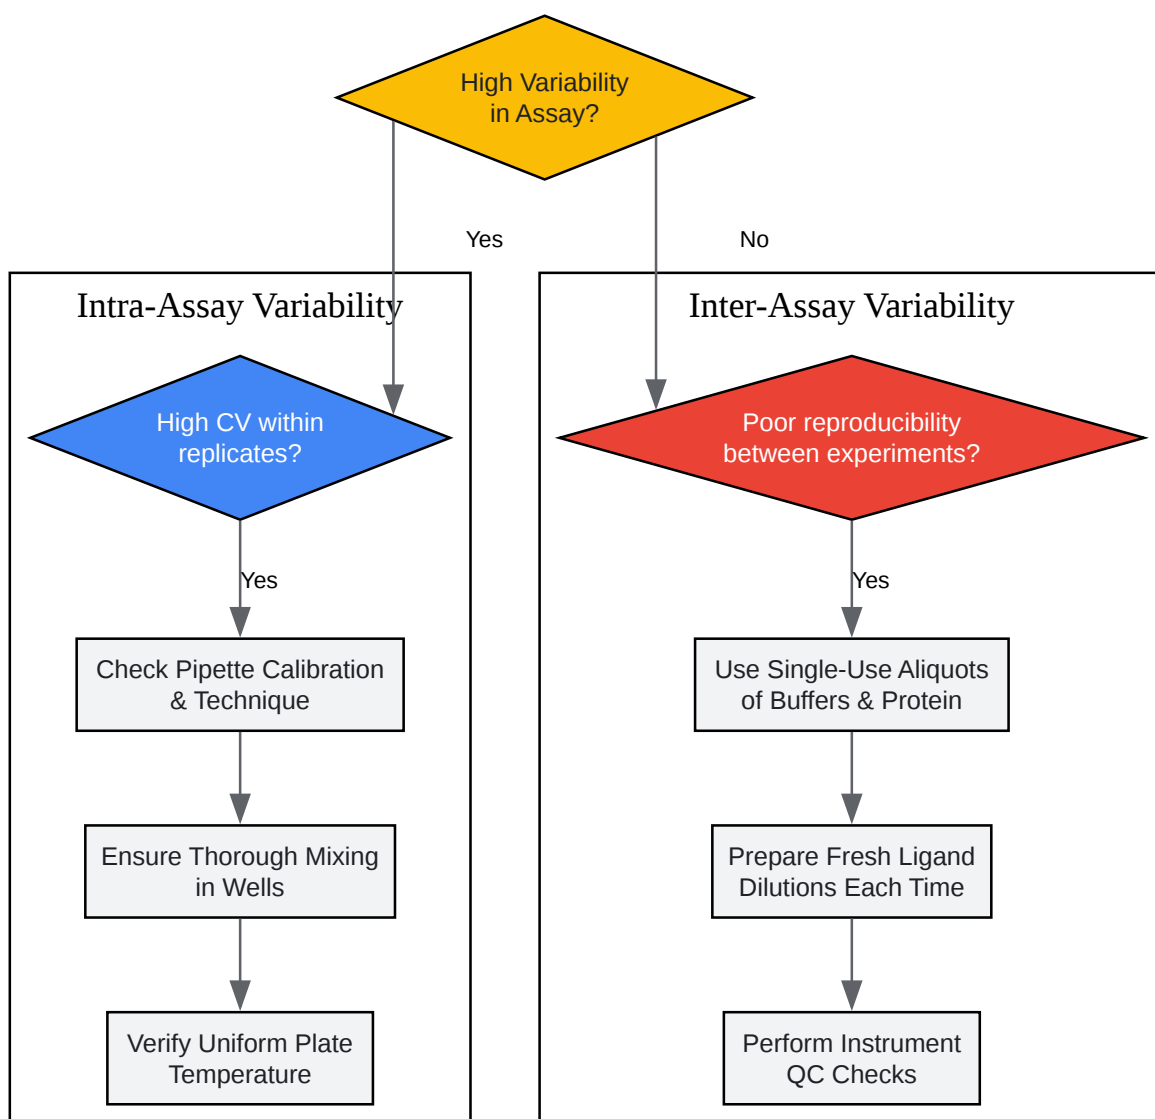 High Variability
in Assay?
Yes
No
Intra-Assay Variability
Inter-Assay Variability
High CV within
replicates?
Poor reproducibility
between experiments?
Yes
Yes
Check Pipette Calibration
& Technique
Use Single-Use Aliquots
of Buffers & Protein
Ensure Thorough Mixing
in Wells
Prepare Fresh Ligand
Dilutions Each Time
Verify Uniform Plate
Temperature
Perform Instrument
QC Checks